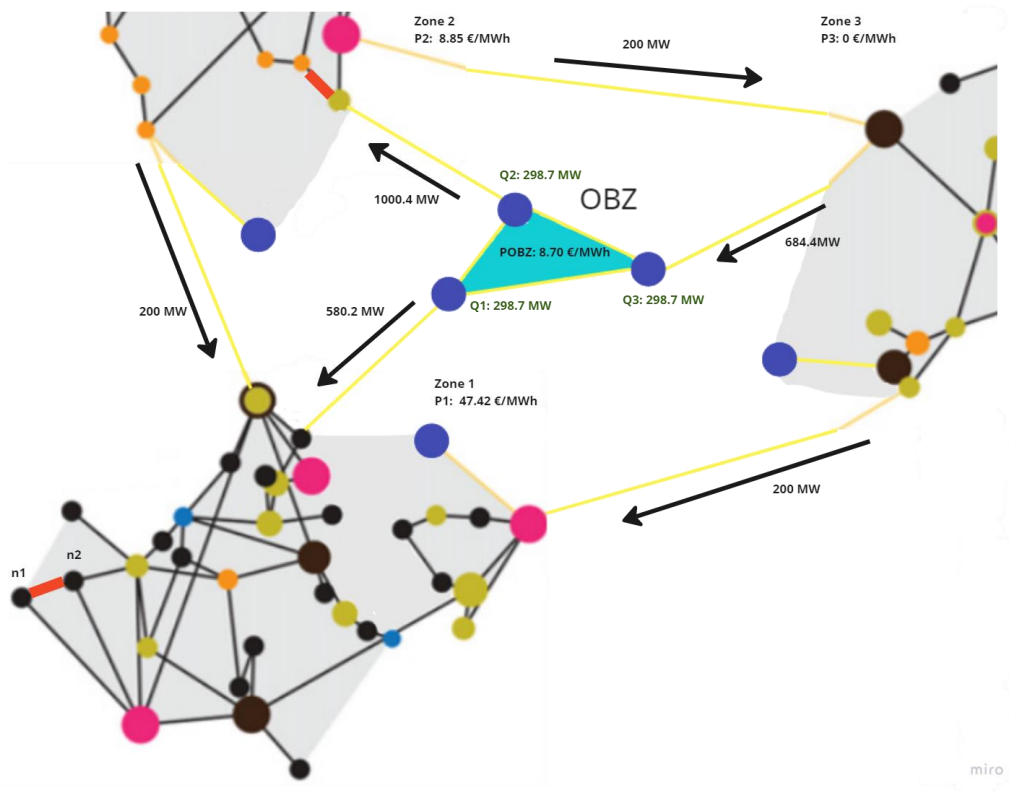 Zone 2
P2:  8.85 €/MWh
Zone 3
P3: 0 €/MWh
200 MW
Q2: 298.7 MW
OBZ
1000.4 MW
684.4MW
POBZ: 8.70 €/MWh
Q1: 298.7 MW
Q3: 298.7 MW
200 MW
580.2 MW
Zone 1
P1:  47.42 €/MWh
200 MW
n2
n1
miro